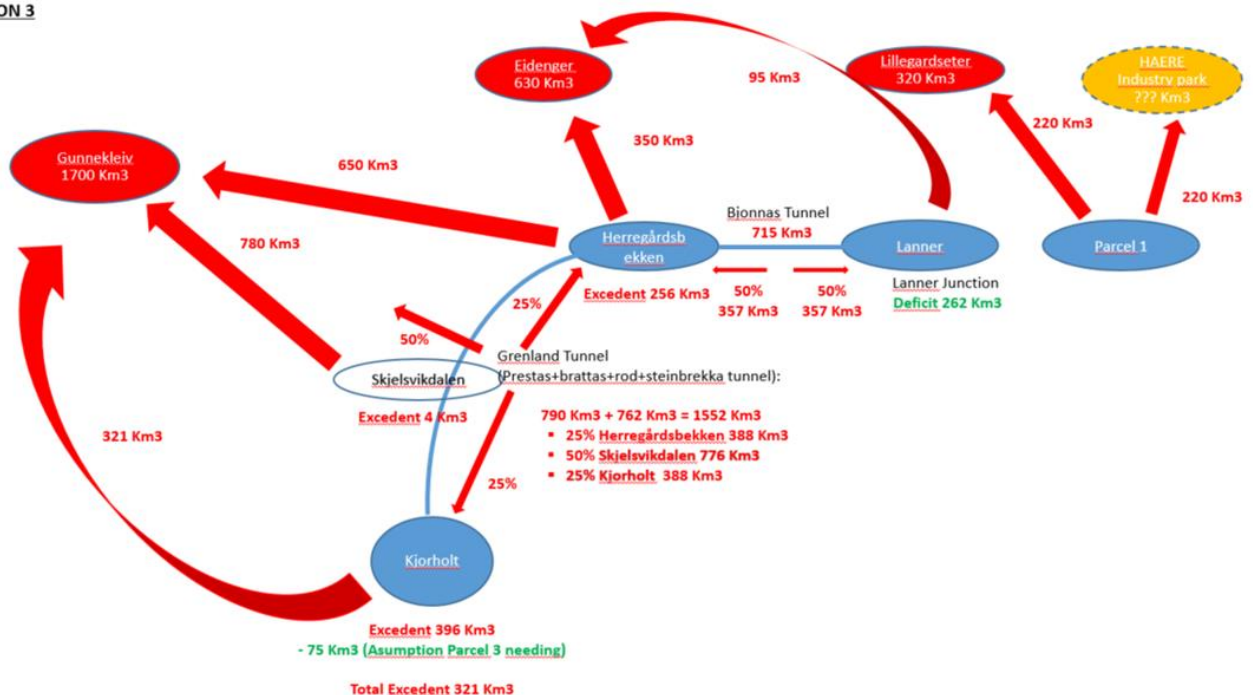 ON 3
Eidenger
630 Km3
95 Km3
Lillegardseter
320 Km3
HAERE
Industry park
??? Km3
Gunnekleiv
1700 Km3
650 Km3
350 Km3
220 Km3
220 Km3
780 Km3
Herregårdsb
ekken
Bjonnas Tunnel
715 Km3
Lanner
Parcel 1
Excedent 256 Km3
50%
357 Km3
50%
357 Km3
Lanner Junction
Deficit 262 Km3
25%
50%
Skjelsvikdalen
Excedent 4 Km3
Grenland Tunnel
(Prestas+brattas+rod+steinbrekka tunnel):
790 Km3 + 762 Km3 = 1552 Km3
▪ 25% Herregårdsbekken 388 Km3
▪ 50% Skjelsvikdalen 776 Km3
▪ 25% Kjorholt 388 Km3
321 Km3
25%
Kjorholt
Excedent 396 Km3
- 75 Km3 (Asumption Parcel 3 needing)
Total Excedent 321 Km3